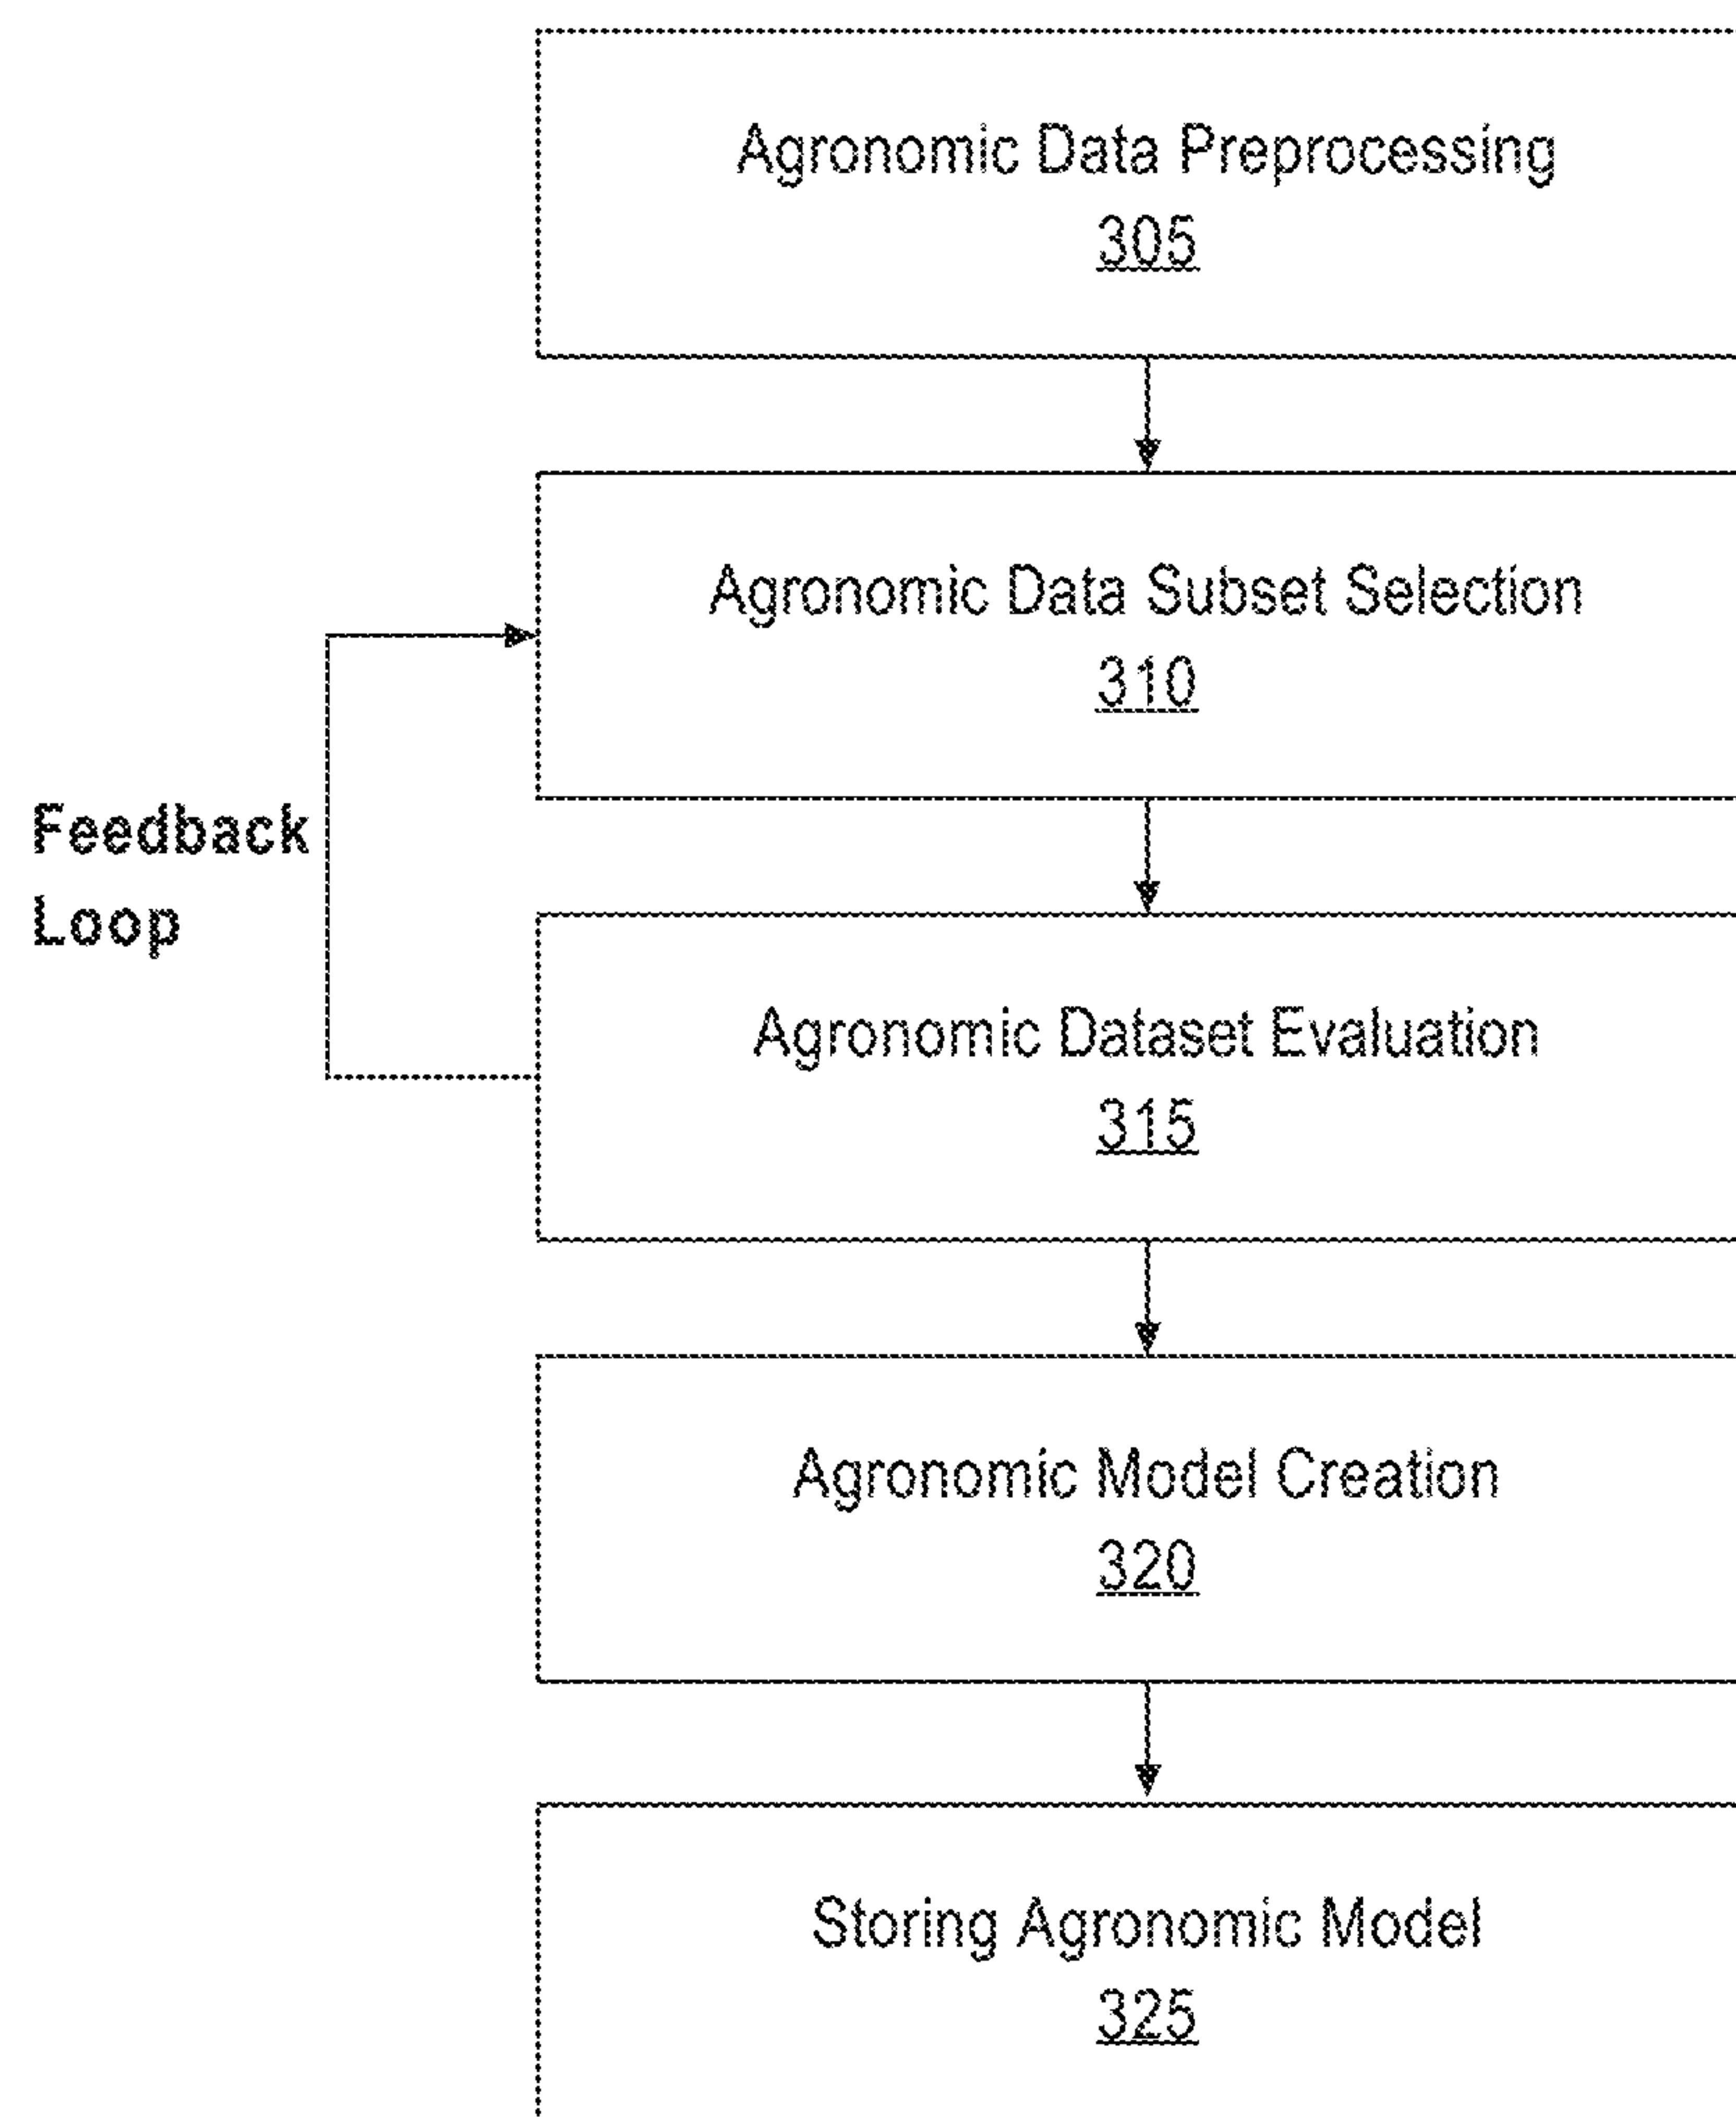 Agronomic Data Preprocessing
305
Agronomic Data Subset Selection
310
Feedback
Loop
Agronomic Dataset Evaluation
315
Agronomic Model Creation
320
Storing Agronomic Model
325